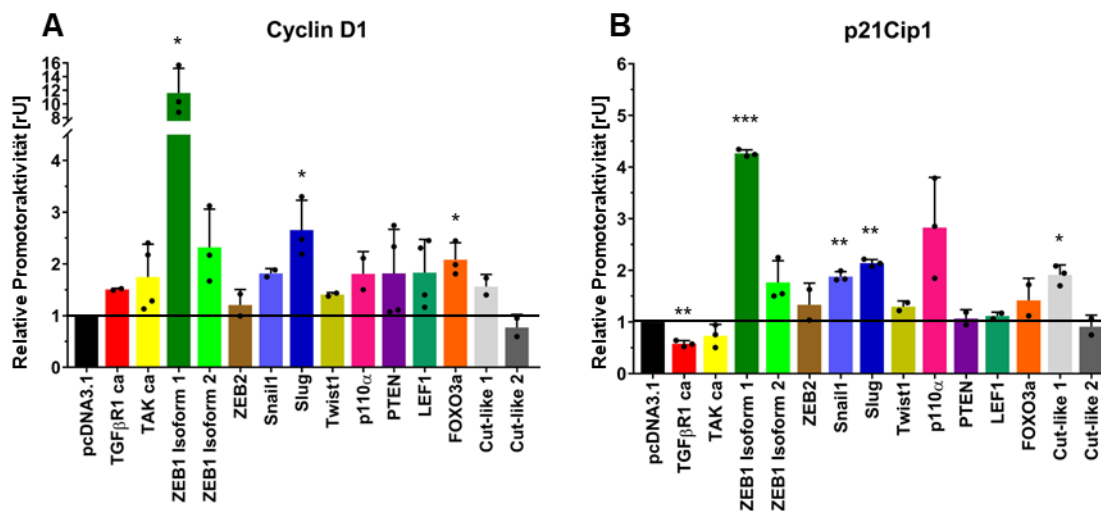 A
Cyclin D1
Relative Promotoraktivität [rU]
16
14
12
10
8
4
3
2
1
0
*
*
*
pcDNA3.1
TGFβR1 ca
TAK ca
ZEB1 Isoform 1
ZEB1 Isoform 2
ZEB2
Snail1
Slug
Twist1
p110α
PTEN
LEF1
FOXO3a
Cut-like 1
Cut-like 2
B
p21Cip1
Relative Promotoraktivität [rU]
6
5
4
3
2
1
0
**
***
**
**
*
pcDNA3.1
TGFβR1 ca
TAK ca
ZEB1 Isoform 1
ZEB1 Isoform 2
ZEB2
Snail1
Slug
Twist1
p110α
PTEN
LEF1
FOXO3a
Cut-like 1
Cut-like 2